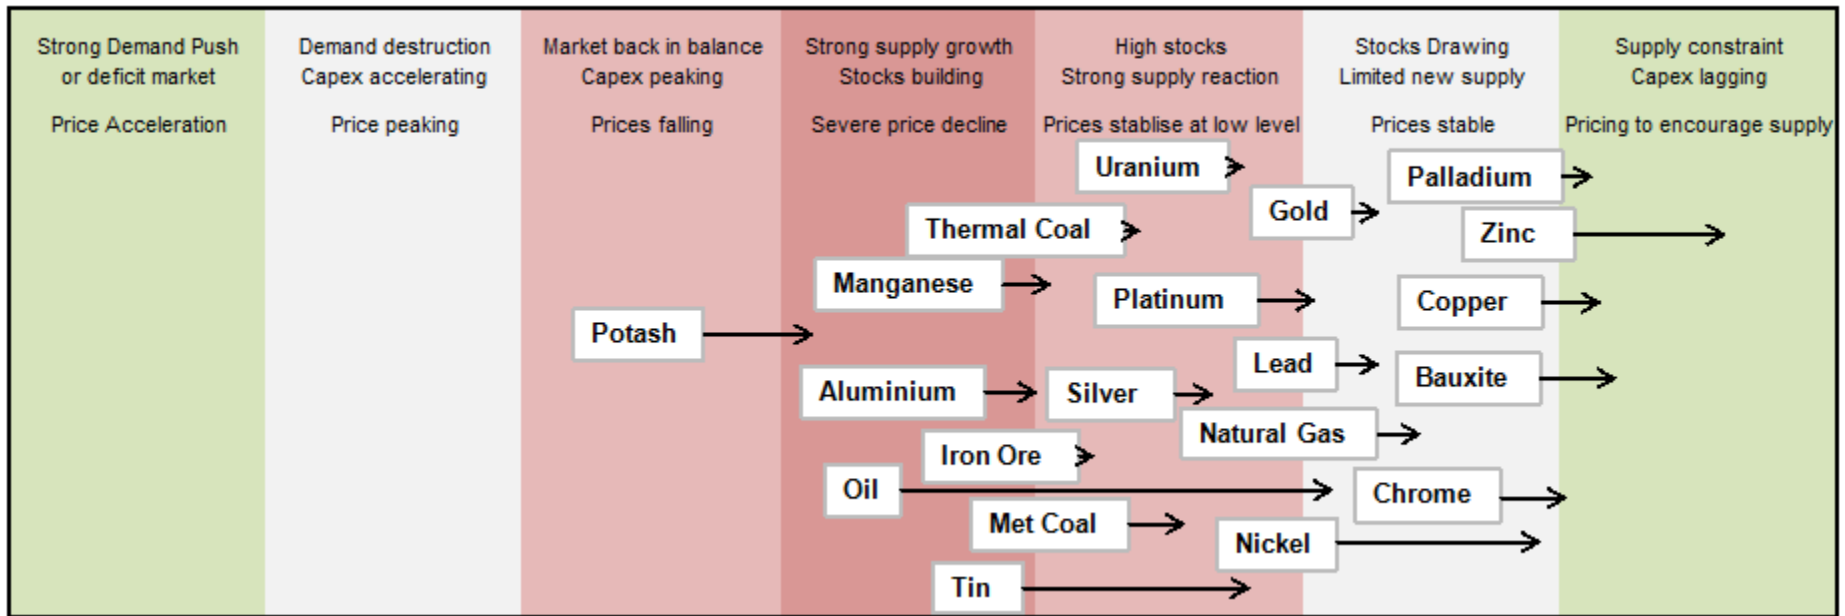 Strong Demand Push
or deficit market
Price Acceleration
Demand destruction
Capex accelerating
Price peaking
Market back in balance
Capex peaking
Prices falling
Strong supply growth
Stocks building
Severe price decline
High stocks
Strong supply reaction
Prices stablise at low level
Stocks Drawing
Limited new supply
Prices stable
Supply constraint
Capex lagging
Pricing to encourage supply
Uranium
Palladium
Gold
Thermal Coal
Zinc
Manganese
Platinum
Copper
Potash
Lead
Bauxite
Aluminium
Silver
Natural Gas
Iron Ore
Oil
Chrome
Met Coal
Nickel
Tin